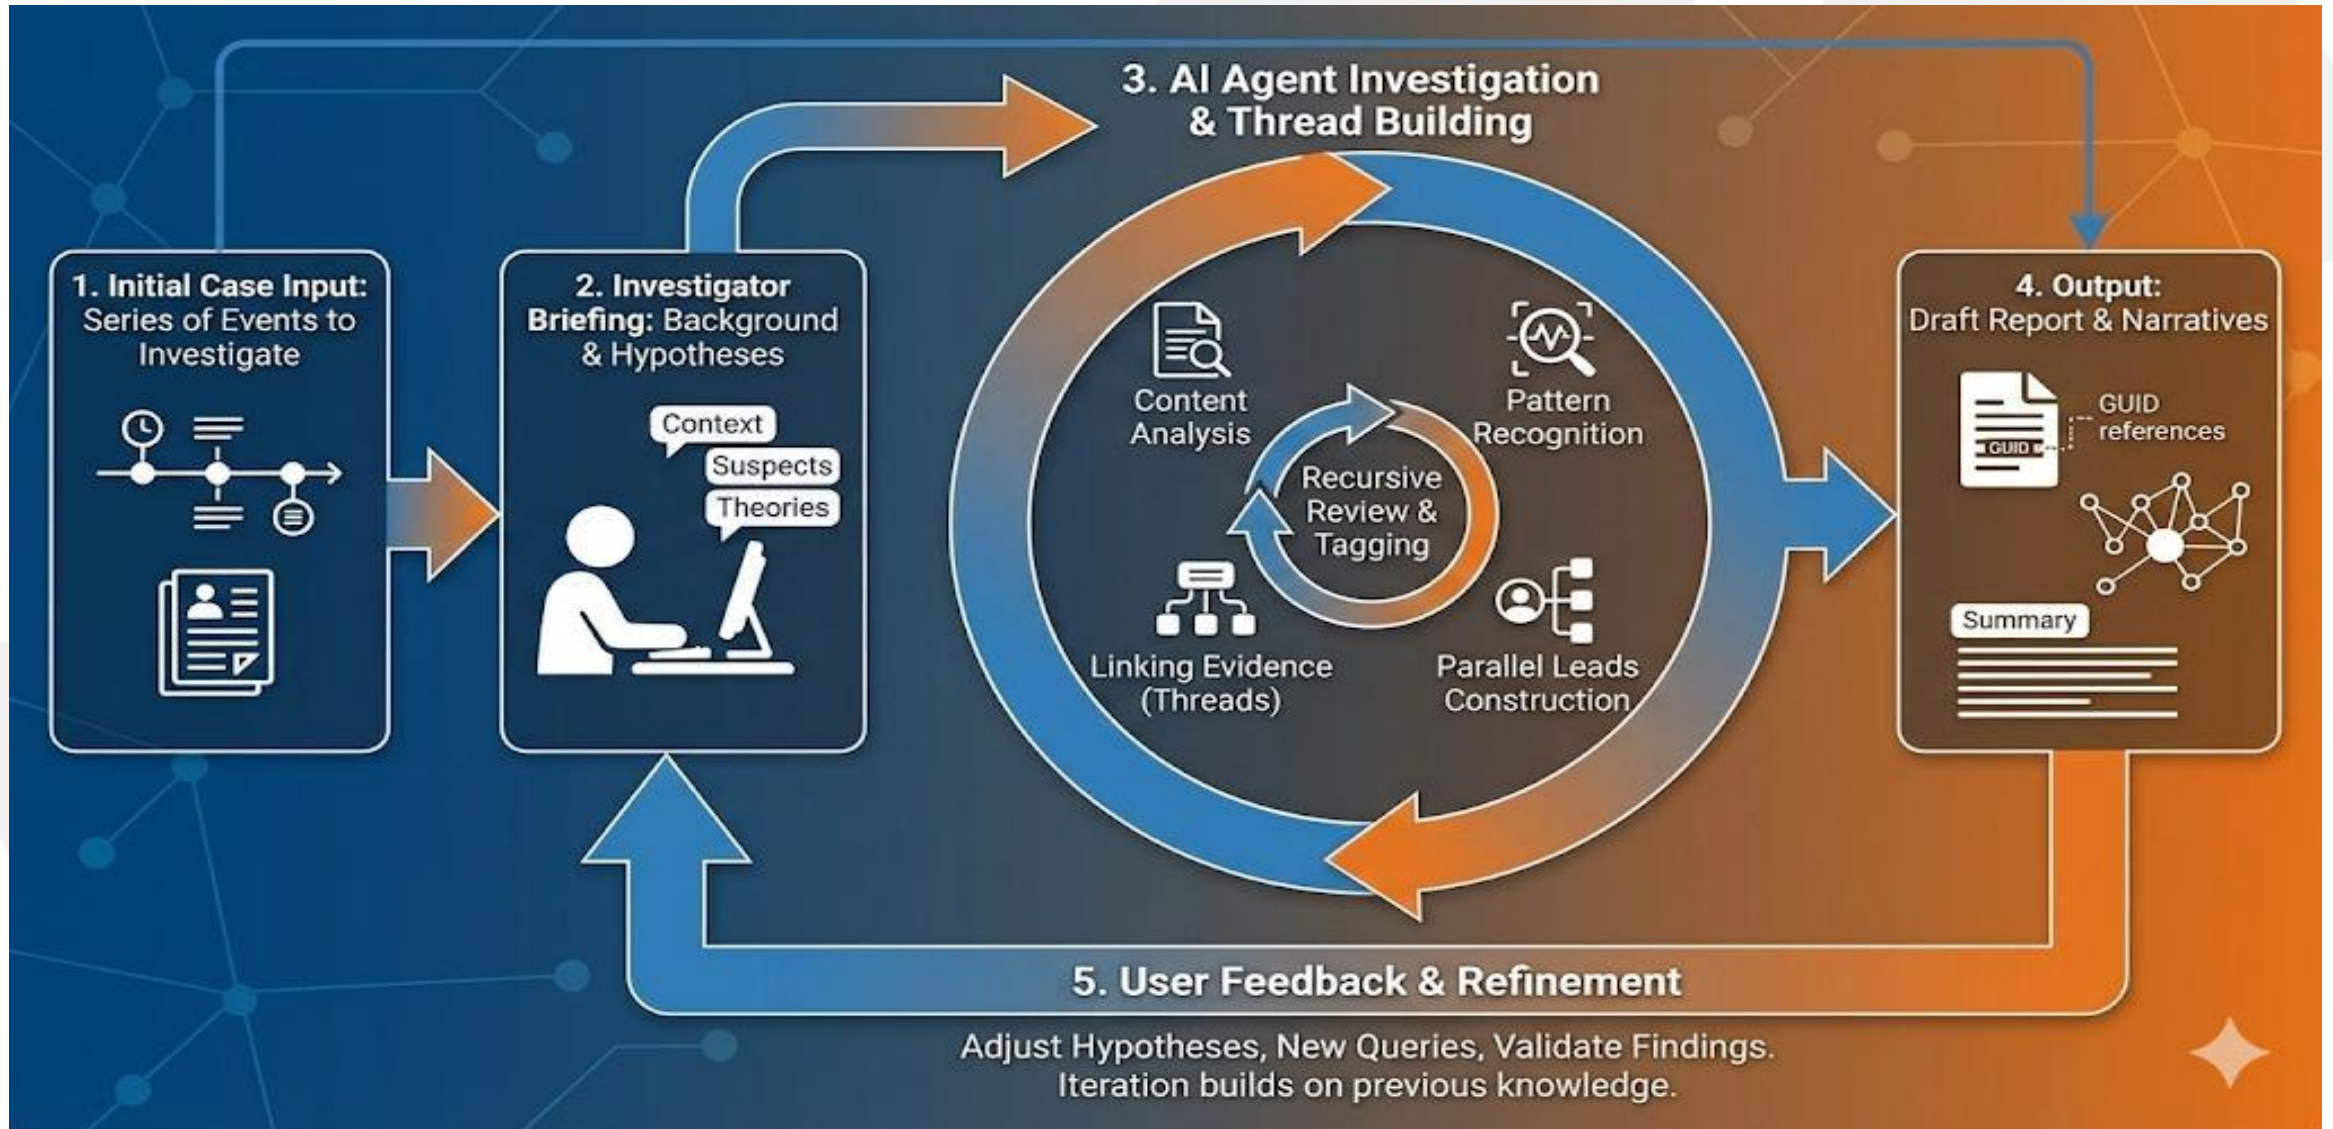 1. Initial Case Input:
Series of Events to
Investigate
2. Investigator
Briefing: Background
& Hypotheses
Context
Suspects
Theories
3. AI Agent Investigation
& Thread Building
Content
Analysis
Pattern
Recognition
Recursive
Review &
Tagging
Linking Evidence
(Threads)
Parallel Leads
Construction
4. Output:
Draft Report & Narratives
GUID
GUID
references
Summary
5. User Feedback & Refinement
Adjust Hypotheses, New Queries, Validate Findings.
Iteration builds on previous knowledge.